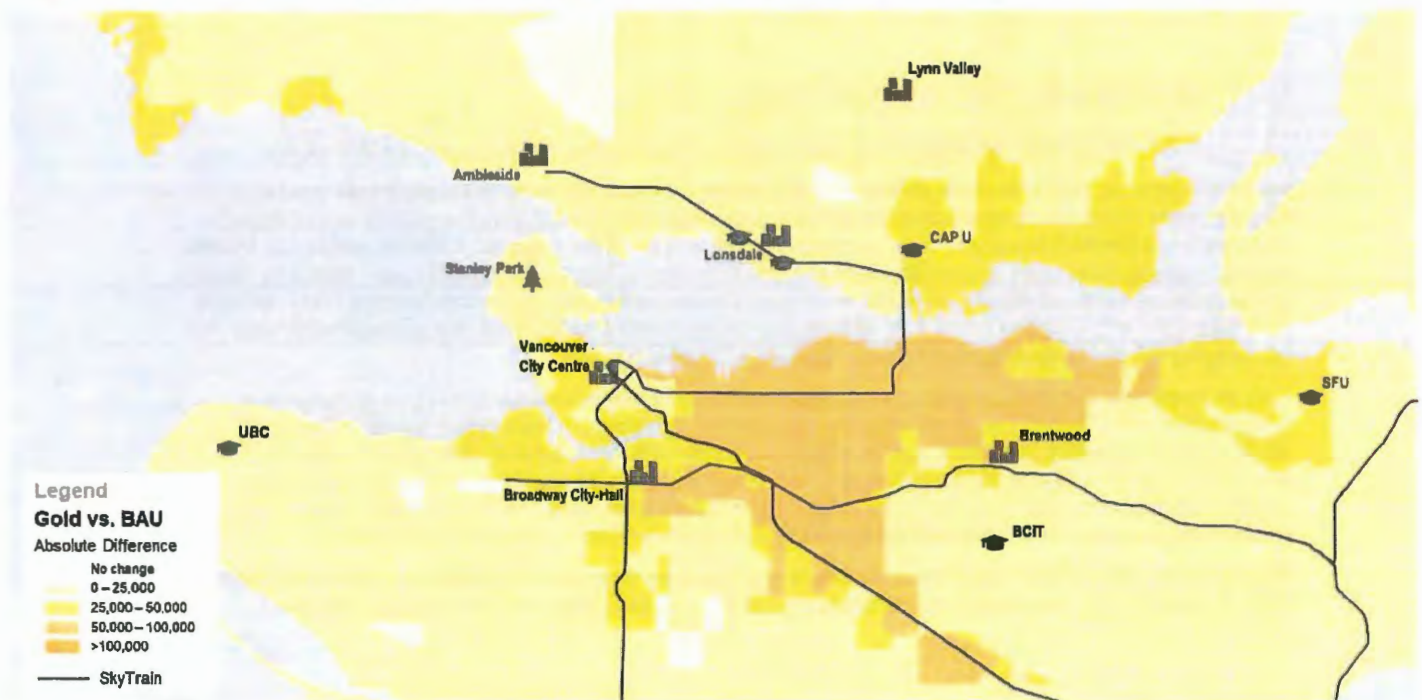 Lynn Valley
Ambleside
CAP U
Lonsdale
Stanley Park
Vancouver
City Centre
SFU
UBC
Brentwood
Broadway City-Hall
BCIT
Legend
Gold vs. BAU
Absolute Difference
No change
0 – 25,000
25,000 – 50,000
50,000 – 100,000
>100,000
SkyTrain